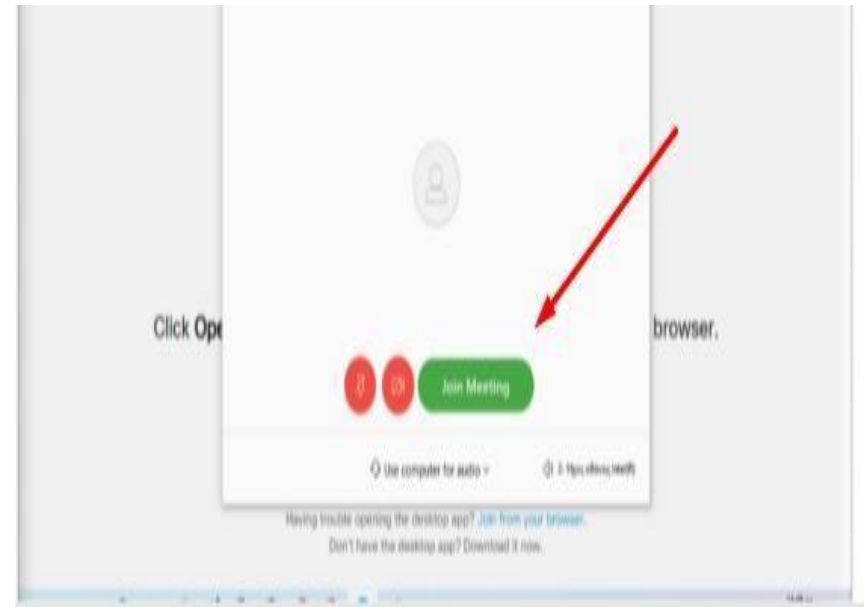 Click Ope browser.
Join Meeting
Use computer for audio
Having trouble opening the desktop app? Join from your browser.
Don't have the desktop app? Download it now.